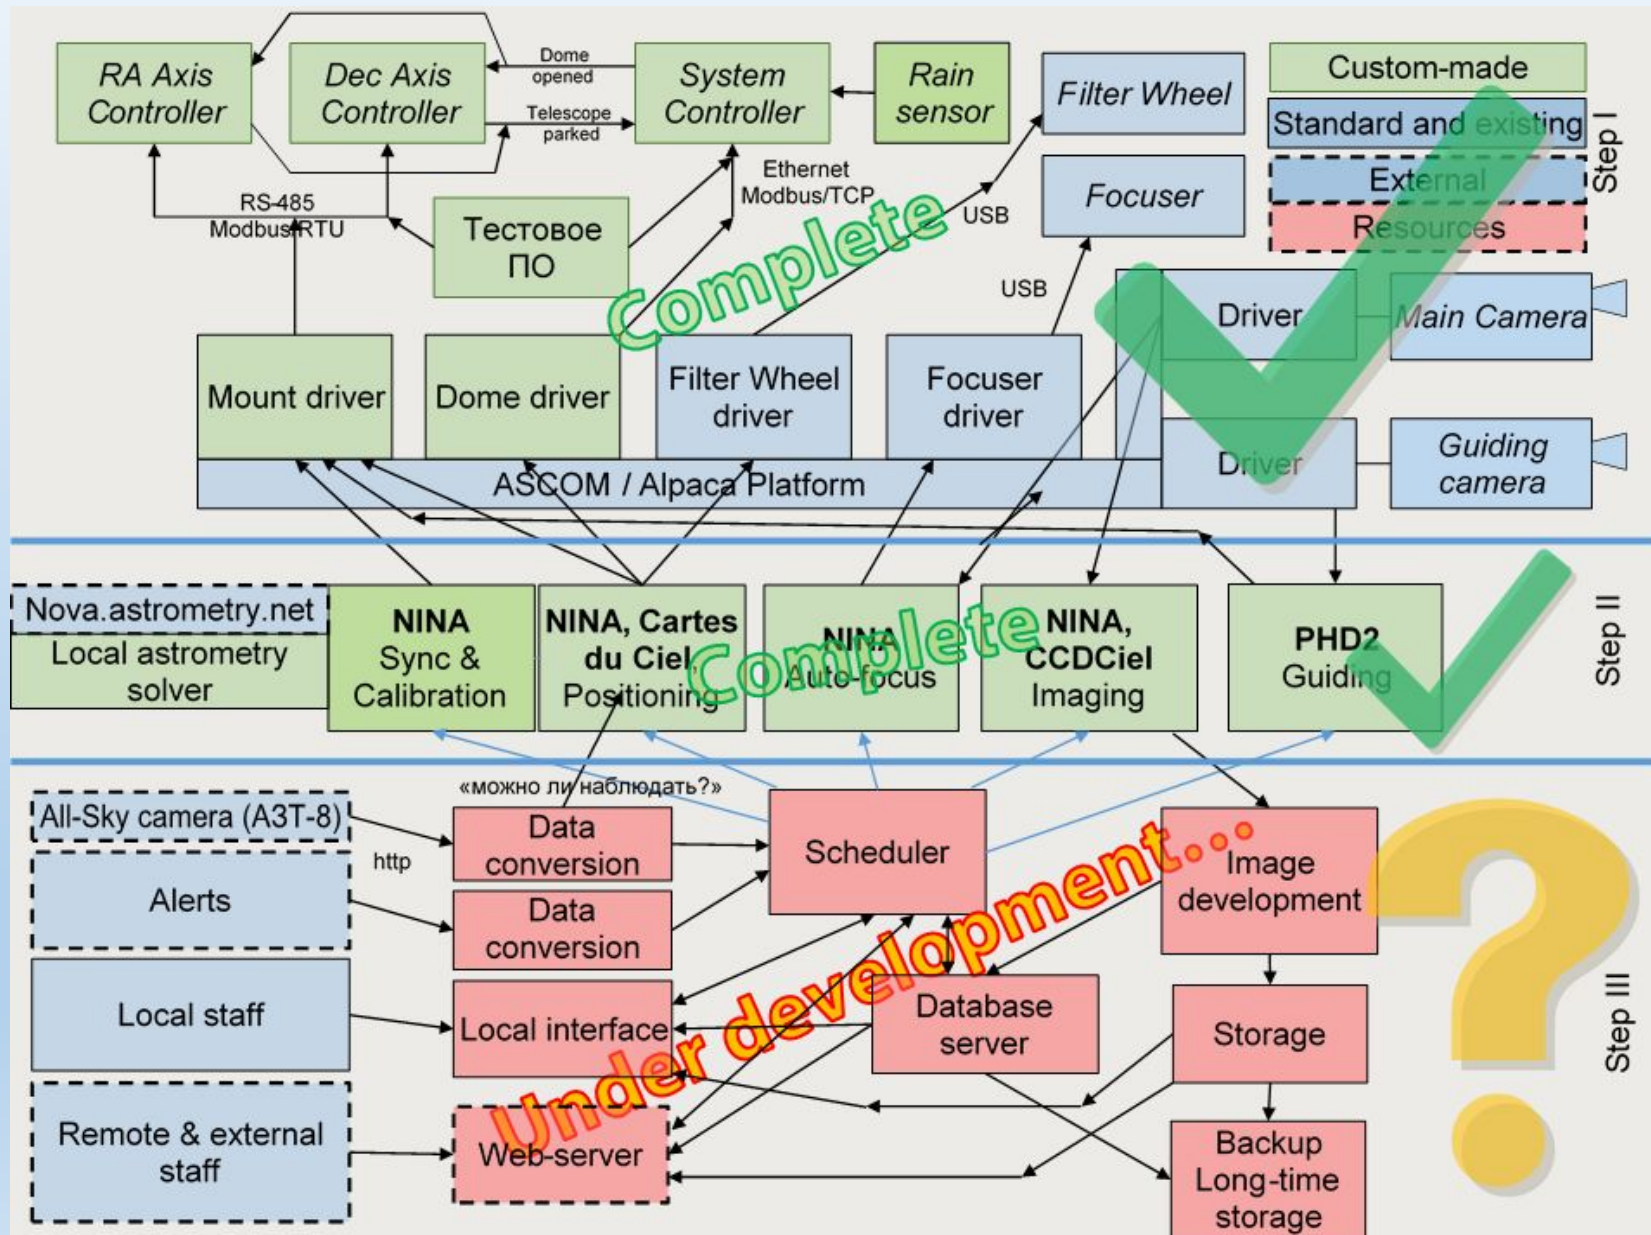 RA Axis
Controller
Dec Axis
Controller
Dome
opened
Telescope
parked
System
Controller
Rain
sensor
Filter Wheel
Focuser
Custom-made
Standard and existing
External
Resources
Step I
RS-485
Modbus/RTU
Тестовое
ПО
Ethernet
Modbus/TCP
USB
USB
Complete
Mount driver
Dome driver
Filter Wheel
driver
Focuser
driver
Driver
Main Camera
Driver
Guiding
camera
ASCOM / Alpaca Platform
Nova.astrometry.net
Local astrometry
solver
NINA
Sync &
Calibration
NINA, Cartes
du Ciel,
Positioning
NINA
Auto-focus
NINA,
CCDCiel
Imaging
PHD2
Guiding
Complete
Step II
«можно ли наблюдать?»
All-Sky camera (АЗТ-8)
http
Alerts
Local staff
Remote & external
staff
Data
conversion
Data
conversion
Local interface
Web-server
Scheduler
Database
server
Image
development
Storage
Backup
Long-time
storage
Under development...
?
Step III